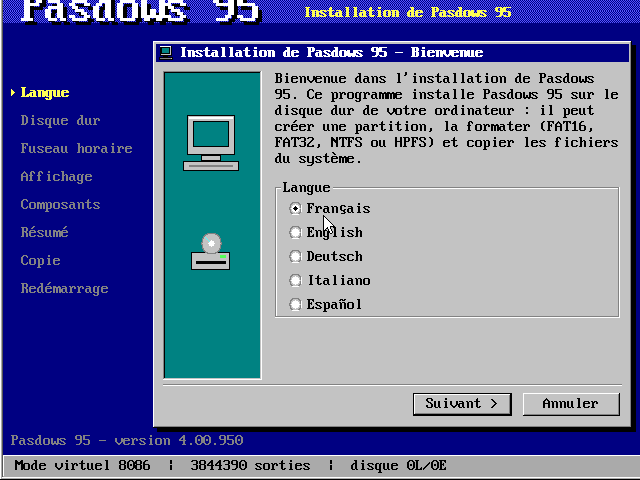 Pasdows 95
Installation de Pasdows 95
Installation de Pasdows 95 - Bienvenue
Langue
Disque dur
Fuseau horaire
Affichage
Composants
Résumé
Copie
Redémarrage
Bienvenue dans l'installation de Pasdows
95. Ce programme installe Pasdows 95 sur le
disque dur de votre ordinateur : il peut
créer une partition, la formater (FAT16,
FAT32, NTFS ou HPFS) et copier les fichiers
du système.
Langue
Français
English
Deutsch
Italiano
Español
Suivant >
Annuler
Pasdows 95 - version 4.00.950
Mode virtuel 8086 ¦ 3844390 sorties ¦ disque 0L/0E